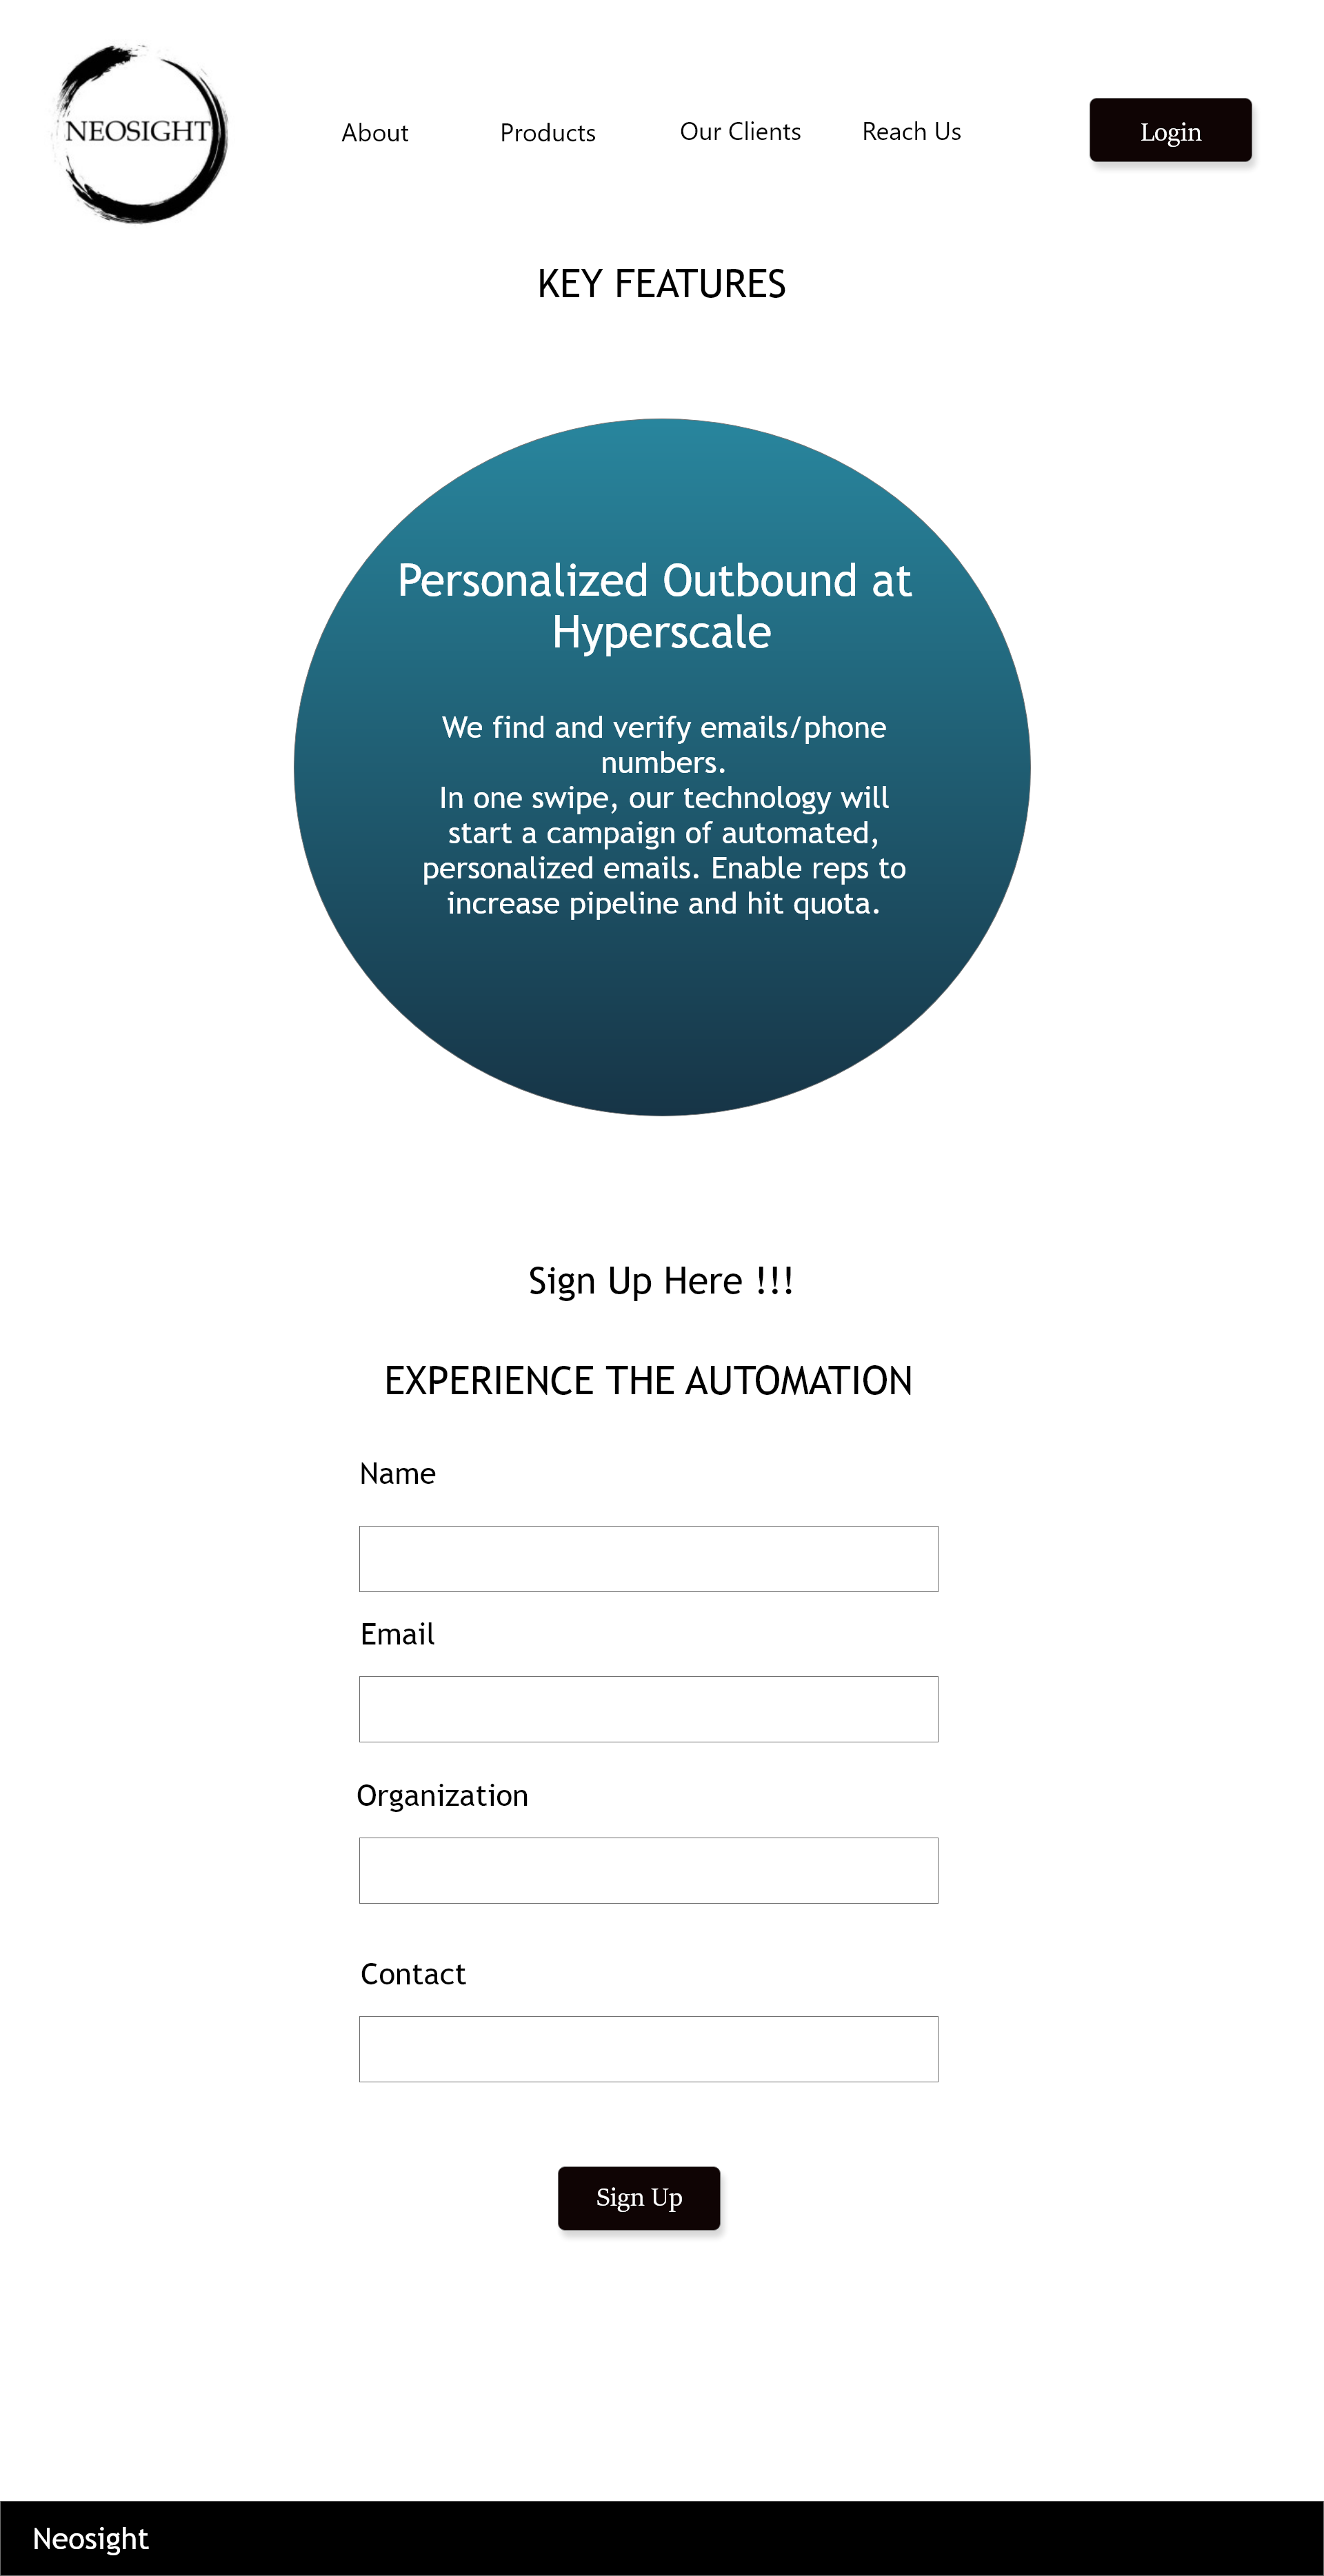 NEOSIGHT
About
Products
Our Clients
Reach Us
Login
KEY FEATURES
Personalized Outbound at
Hyperscale
We find and verify emails/phone
numbers.
In one swipe, our technology will
start a campaign of automated,
personalized emails. Enable reps to
increase pipeline and hit quota.
Sign Up Here !!!
EXPERIENCE THE AUTOMATION
Name
Email
Organization
Contact
Sign Up
Neosight